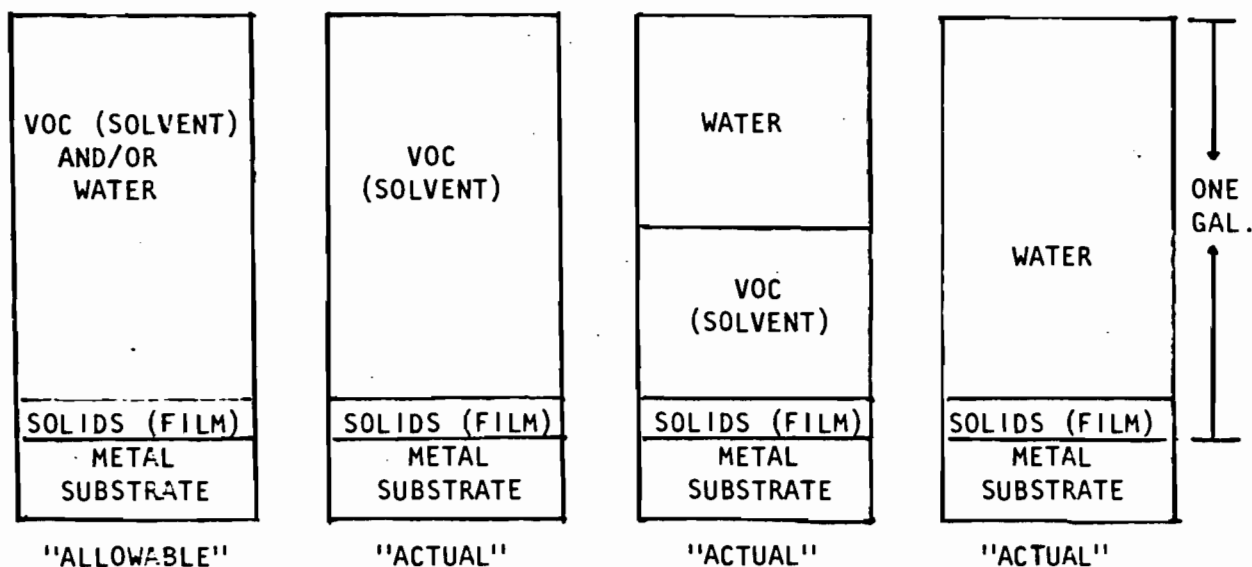 VOC (SOLVENT)
AND/OR
WATER
SOLIDS (FILM)
METAL
SUBSTRATE
"ALLOWABLE"
VOC
(SOLVENT)
SOLIDS (FILM)
METAL
SUBSTRATE
"ACTUAL"
WATER
VOC
(SOLVENT)
SOLIDS (FILM)
METAL
SUBSTRATE
"ACTUAL"
WATER
SOLIDS (FILM)
METAL
SUBSTRATE
"ACTUAL"
ONE
GAL.